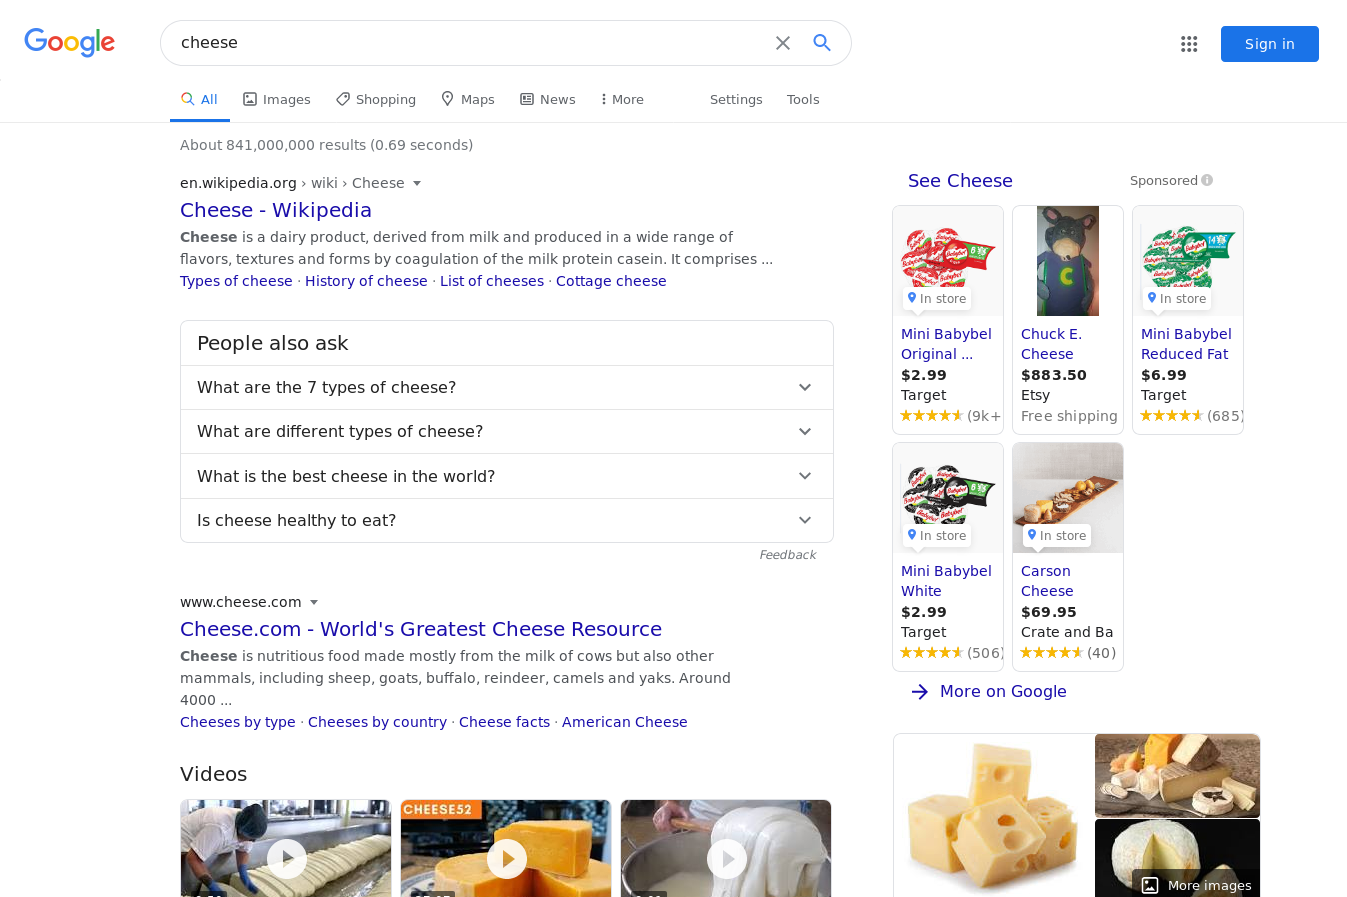 Google
cheese
Sign in
All
Images
Shopping
Maps
News
More
Settings
Tools
About 841,000,000 results (0.69 seconds)
en.wikipedia.org › wiki › Cheese
Cheese - Wikipedia
Cheese is a dairy product, derived from milk and produced in a wide range of
flavors, textures and forms by coagulation of the milk protein casein. It comprises ...
Types of cheese · History of cheese · List of cheeses · Cottage cheese
People also ask
What are the 7 types of cheese?
What are different types of cheese?
What is the best cheese in the world?
Is cheese healthy to eat?
Feedback
www.cheese.com
Cheese.com - World's Greatest Cheese Resource
Cheese is nutritious food made mostly from the milk of cows but also other
mammals, including sheep, goats, buffalo, reindeer, camels and yaks. Around
4000 ...
Cheeses by type · Cheeses by country · Cheese facts · American Cheese
Videos
CHEESE52
See Cheese
Sponsored
In store
Mini Babybel
Original ...
$2.99
Target
(9k+
C
Chuck E.
Cheese
$883.50
Etsy
Free shipping
In store
Mini Babybel
Reduced Fat
$6.99
Target
(685)
In store
Mini Babybel
White
$2.99
Target
(506)
In store
Carson
Cheese
$69.95
Crate and Ba
(40)
More on Google
More images